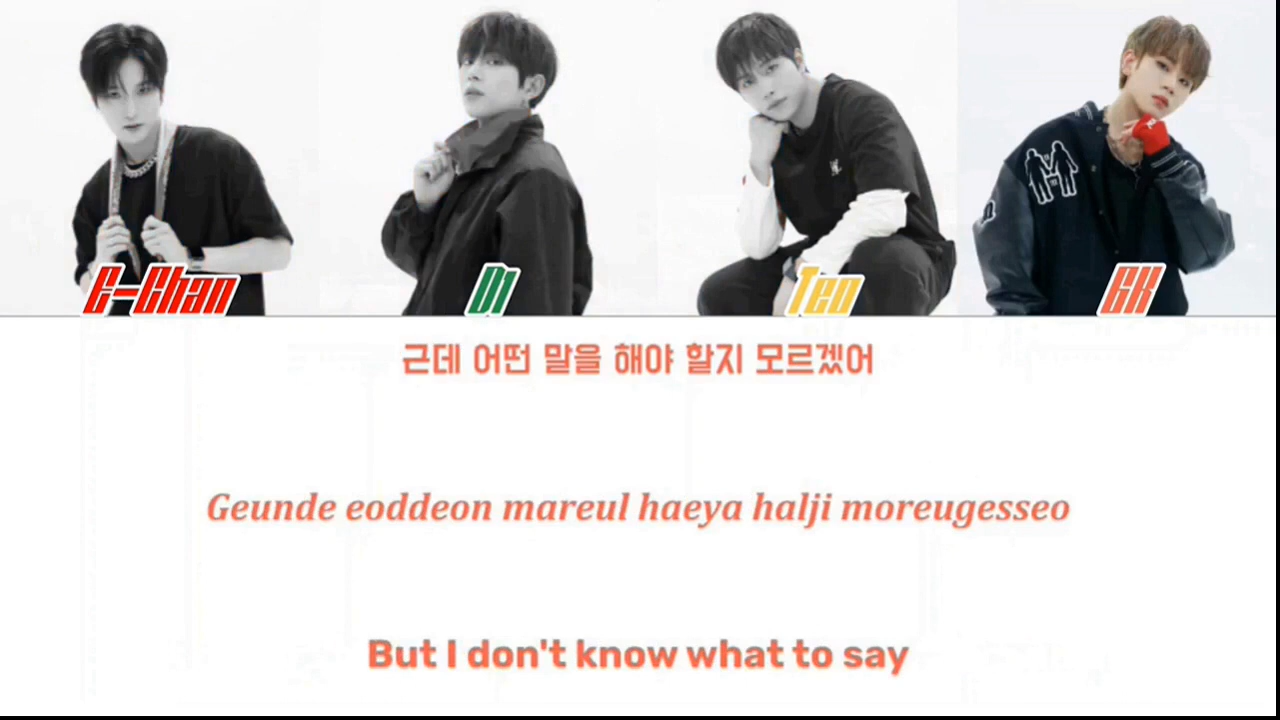 C-Chan
D1
Teo
GK
근데 어떤 말을 해야 할지 모르겠어
Geunde eoddeon mareul haeya halji moreugesseo
But I don't know what to say